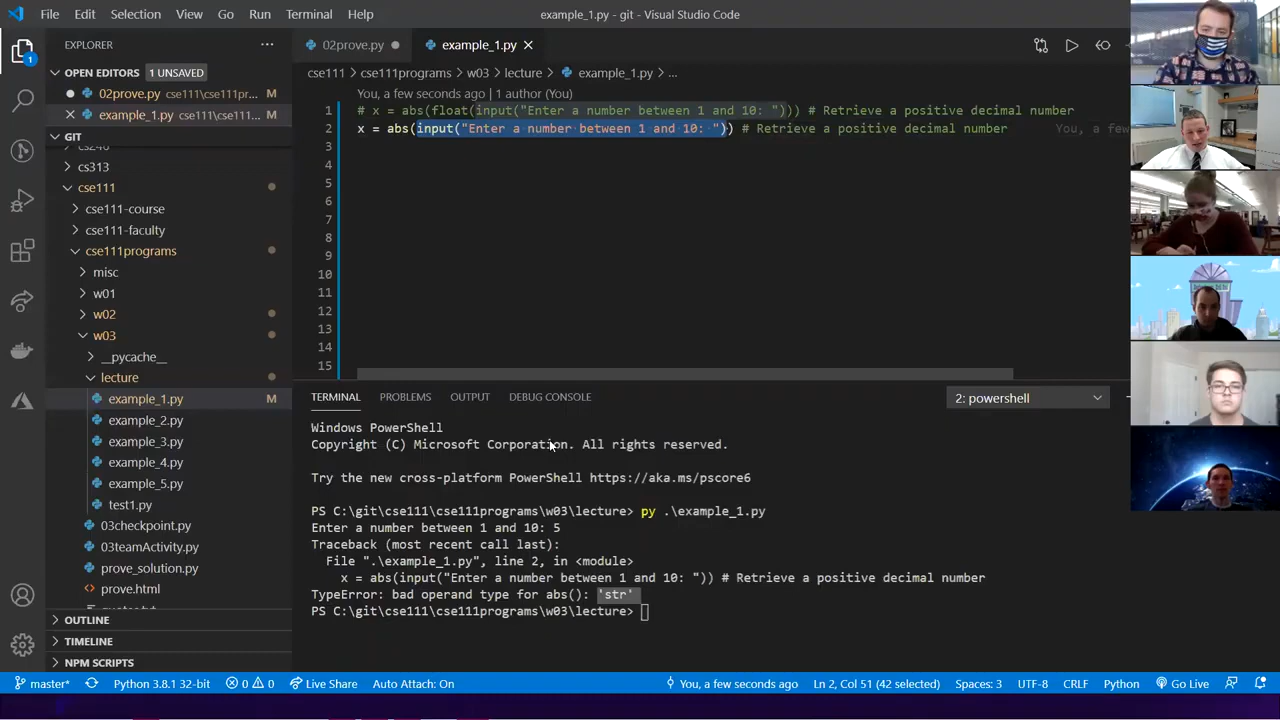 File Edit Selection View Go Run Terminal Help
example_1.py - git - Visual Studio Code
EXPLORER
OPEN EDITORS 1 UNSAVED
02prove.py cse111\cse111pr... M
example_1.py cse111\cse111... M
GIT
cs246
cs313
cse111
cse111-course
cse111-faculty
cse111programs
misc
w01
w02
w03
__pycache__
lecture
example_1.py M
example_2.py
example_3.py
example_4.py
example_5.py
test1.py
03checkpoint.py
03teamActivity.py
prove_solution.py
prove.html
OUTLINE
TIMELINE
NPM SCRIPTS
1
02prove.py
example_1.py
cse111 > cse111programs > w03 > lecture > example_1.py > ...
You, a few seconds ago | 1 author (You)
1 # x = abs(float(input("Enter a number between 1 and 10: "))) # Retrieve a positive decimal number
2 x = abs(input("Enter a number between 1 and 10: ")) # Retrieve a positive decimal number You, a few
3
4
5
6
7
8
9
10
11
12
13
14
15
TERMINAL PROBLEMS OUTPUT DEBUG CONSOLE
2: powershell
Windows PowerShell
Copyright (C) Microsoft Corporation. All rights reserved.
Try the new cross-platform PowerShell https://aka.ms/pscore6
PS C:\git\cse111\cse111programs\w03\lecture> py .\example_1.py
Enter a number between 1 and 10: 5
Traceback (most recent call last):
File ".\example_1.py", line 2, in <module>
x = abs(input("Enter a number between 1 and 10: ")) # Retrieve a positive decimal number
TypeError: bad operand type for abs(): 'str'
PS C:\git\cse111\cse111programs\w03\lecture>
master* Python 3.8.1 32-bit 0 0 Live Share Auto Attach: On You, a few seconds ago Ln 2, Col 51 (42 selected) Spaces: 3 UTF-8 CRLF Python Go Live